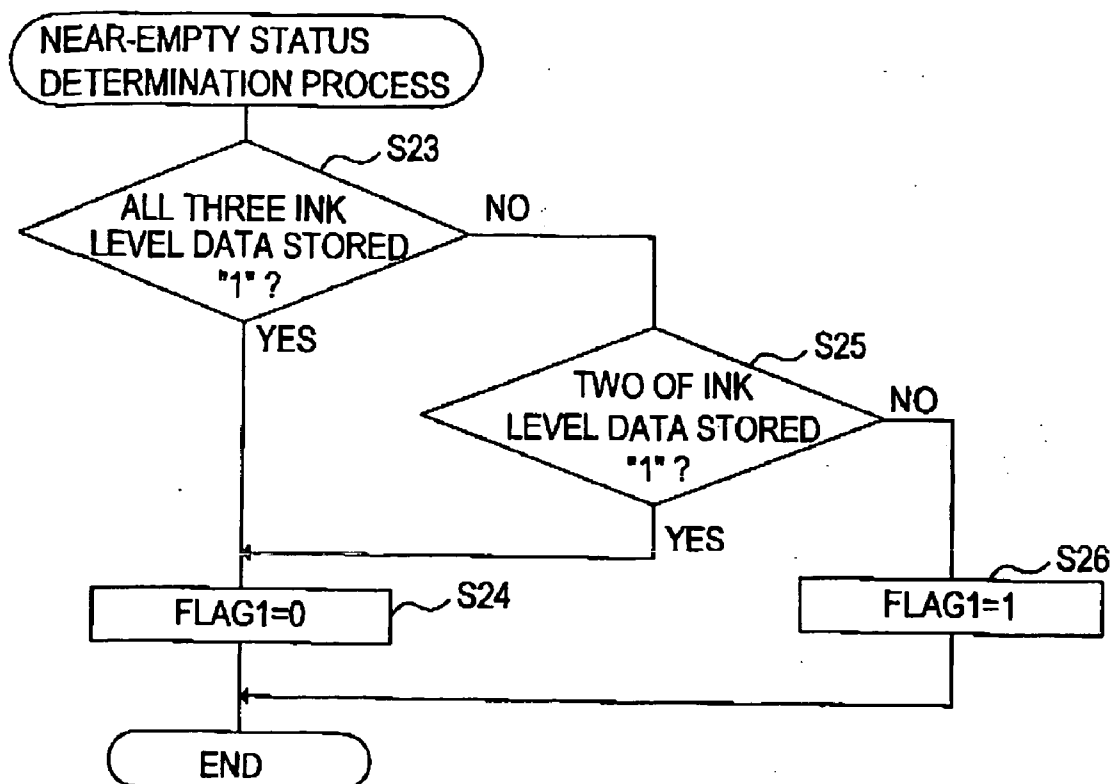 NEAR-EMPTY STATUS
DETERMINATION PROCESS
S23
ALL THREE INK
LEVEL DATA STORED
"1" ?
NO
YES
S25
TWO OF INK
LEVEL DATA STORED
"1" ?
NO
YES
S24
FLAG1=0
S26
FLAG1=1
END